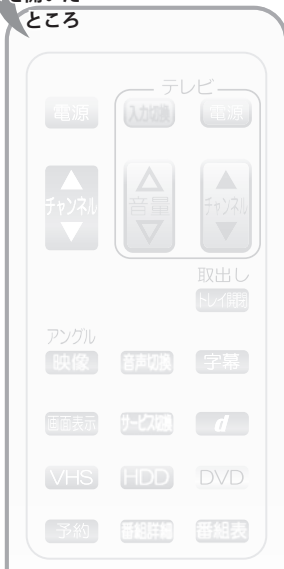 ところ
テレビ
電源 入力切換 電源
チャンネル 音量 チャンネル
取出し
トレイ開閉
アングル
映像 音声切換 字幕
画面表示 サービス切換 d
VHS HDD DVD
予約 番組詳細 番組表